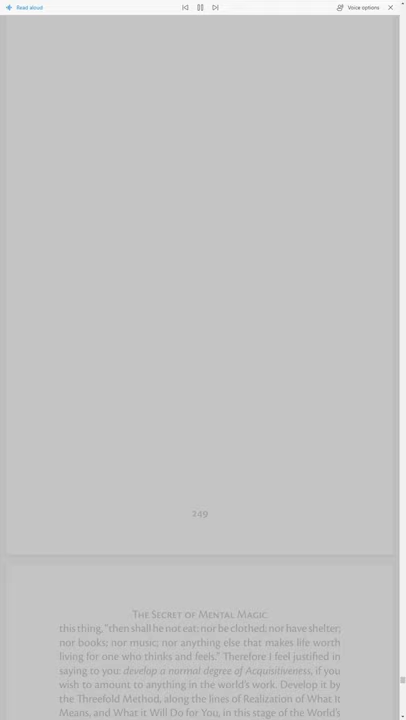 Read aloud
Voice options
249
The Secret of Mental Magic
this thing, "then shall he not eat; nor be clothed; nor have shelter;
nor books; nor music; nor anything else that makes life worth
living for one who thinks and feels." Therefore I feel justified in
saying to you: develop a normal degree of Acquisitiveness, if you
wish to amount to anything in the world's work. Develop it by
the Threefold Method, along the lines of Realization of What It
Means, and What it Will Do for You, in this stage of the World's